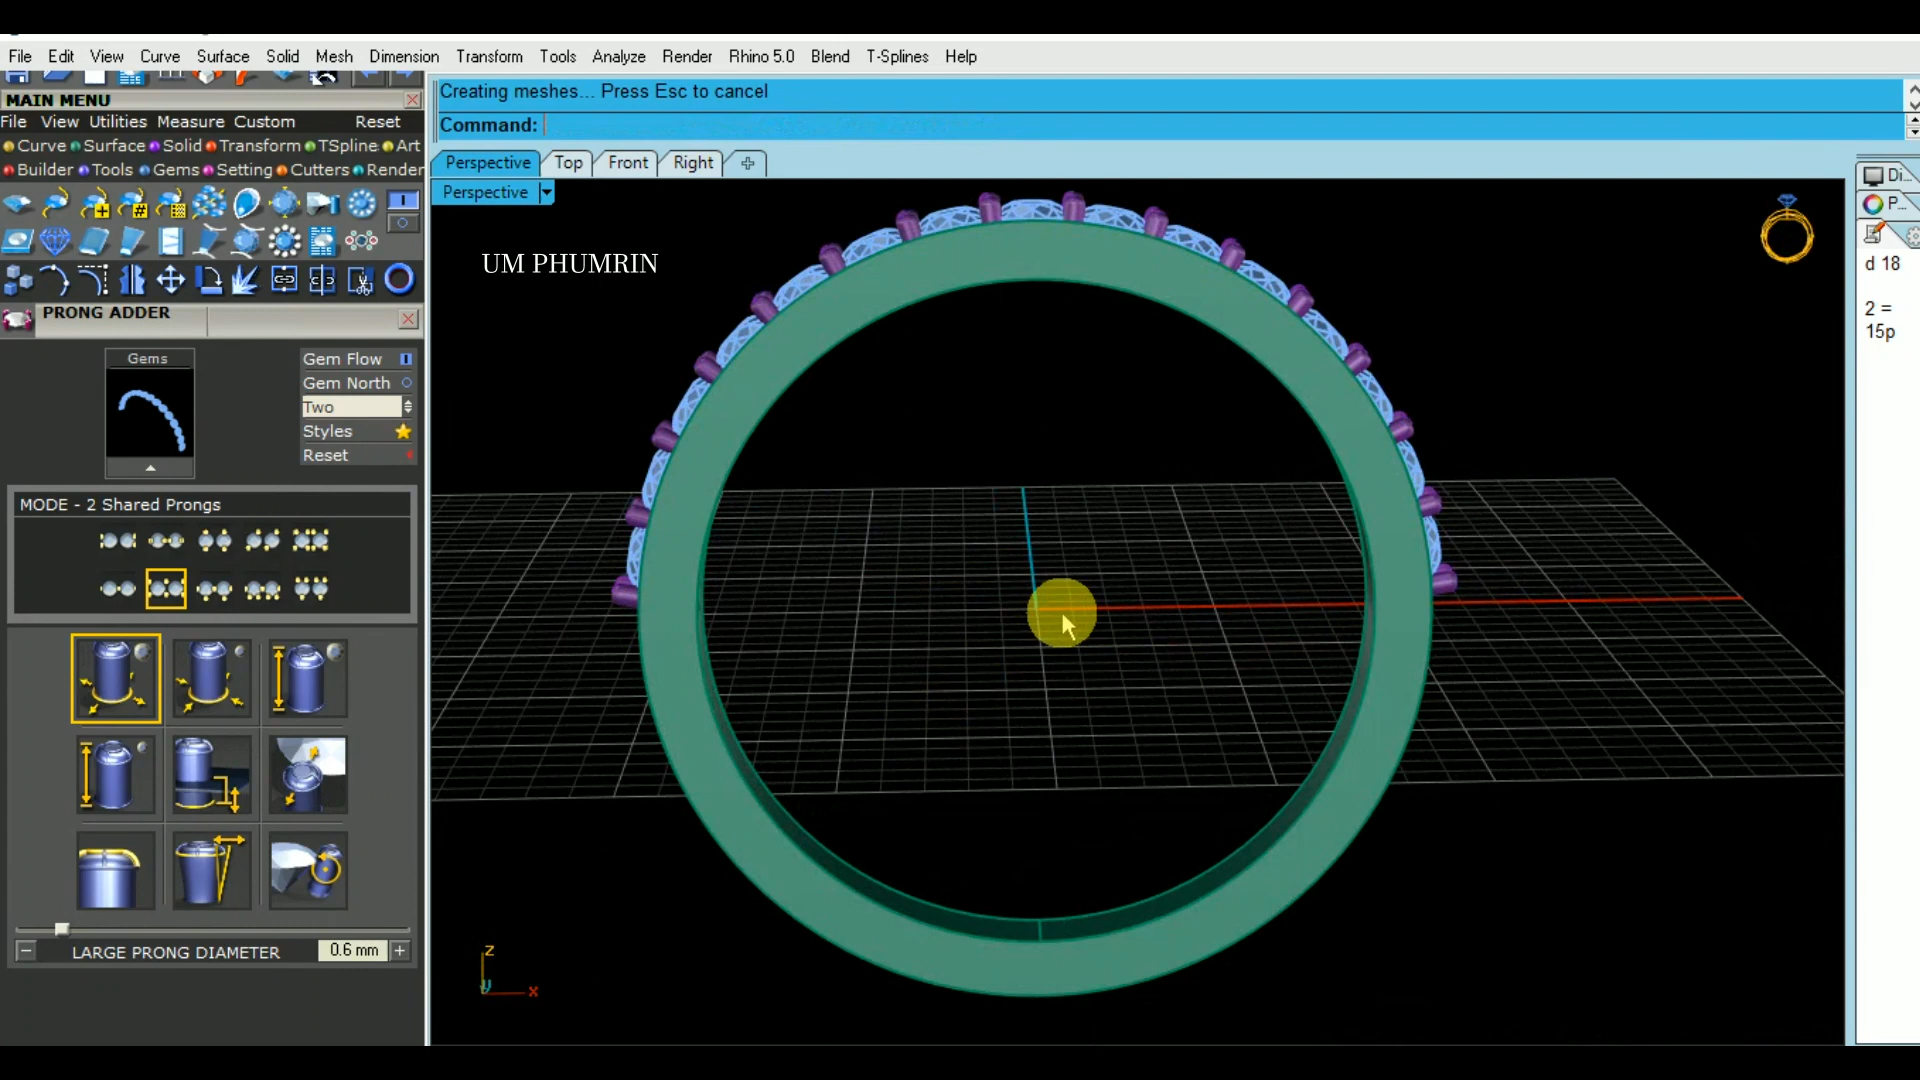 File Edit View Curve Surface Solid Mesh Dimension Transform Tools Analyze Render Rhino 5.0 Blend T-Splines Help
Creating meshes... Press Esc to cancel
MAIN MENU
File View Utilities Measure Custom Reset
Command:
Curve Surface Solid Transform TSpline Art
Builder Tools Gems Setting Cutters Render
Perspective Top Front Right
Perspective
Di...
P...
UM PHUMRIN
d 18
2 =
15p
PRONG ADDER
Gems
Gem Flow
Gem North
Two
Styles
Reset
MODE - 2 Shared Prongs
LARGE PRONG DIAMETER 0.6 mm
z
y
x